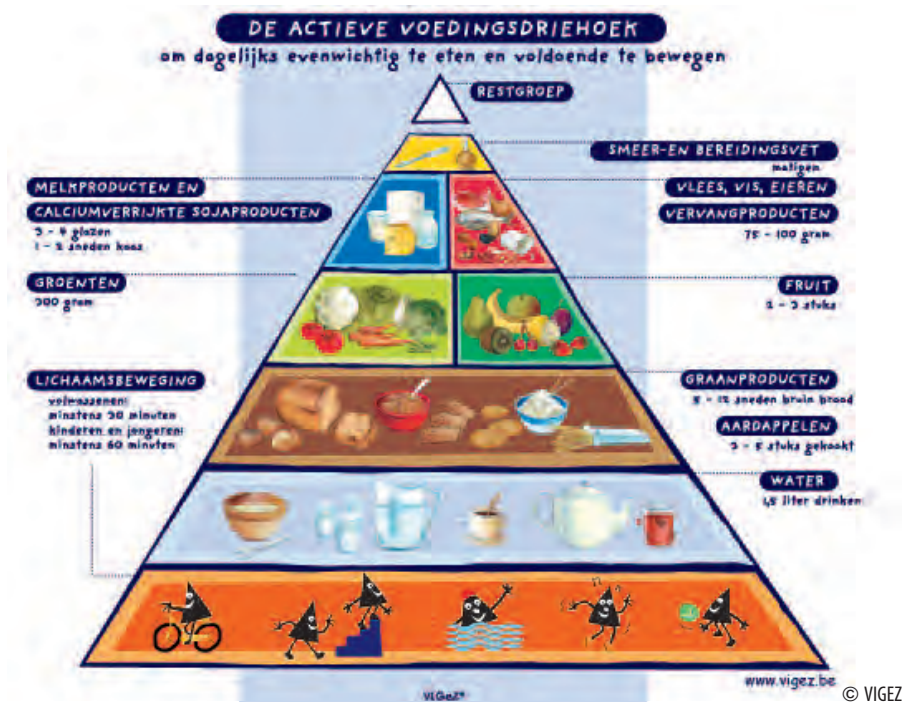 DE ACTIEVE VOEDINGSDRIEHOEK
om dagelijks evenwichtig te eten en voldoende te bewegen
RESTGROEP
SMEER-EN BEREIDINGSVET
matigen
MELKPRODUCTEN EN
CALCIUMVERRIJKTE SOJAPRODUCTEN
3 - 4 glazen
1 - 2 sneden kaas
VLEES, VIS, EIEREN
VERVANGPRODUCTEN
75 - 100 gram
GROENTEN
300 gram
FRUIT
2 - 3 stuks
LICHAAMSBEWEGING
volwassenen:
minstens 30 minuten
kinderen en jongeren:
minstens 60 minuten
GRAANPRODUCTEN
5 - 12 sneden bruin brood
AARDAPPELEN
3 - 5 stuks gekookt
WATER
1,5 liter drinken
www.vigez.be
VIGeZ®
© VIGEZ